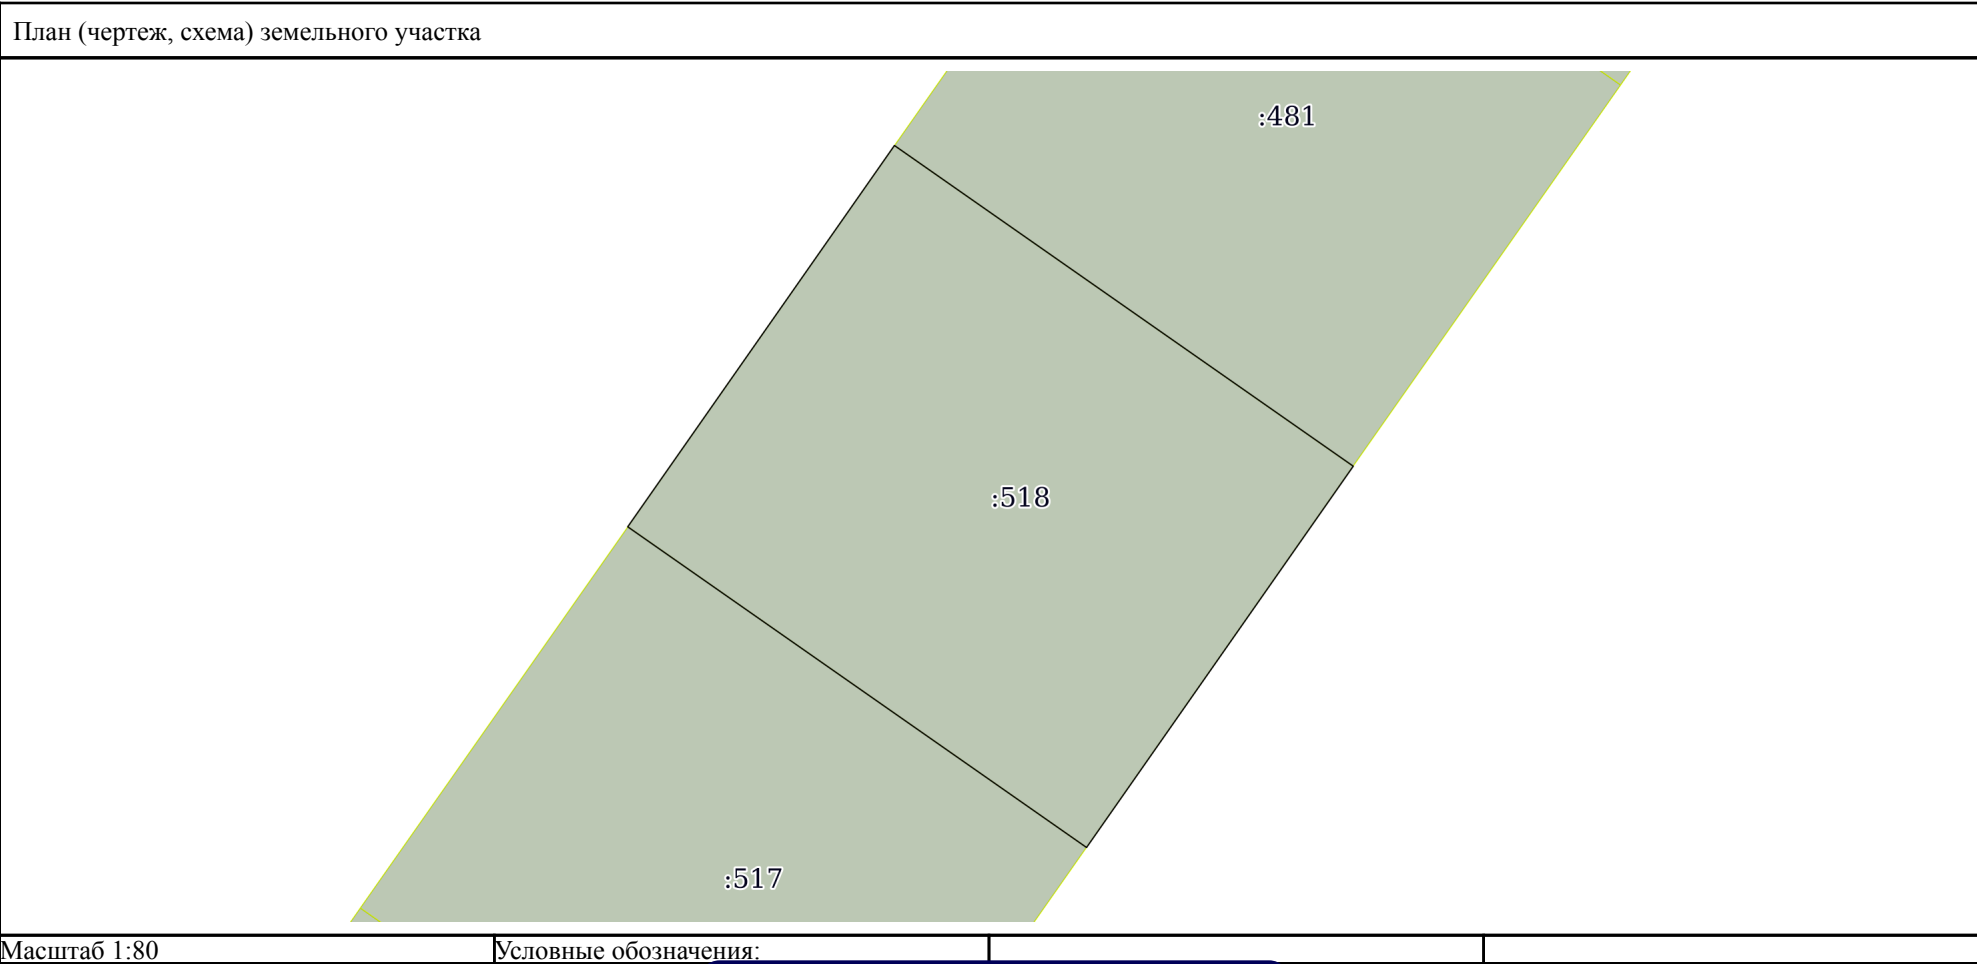 План (чертеж, схема) земельного участка
:481
:518
:517
Масштаб 1:80
Условные обозначения: